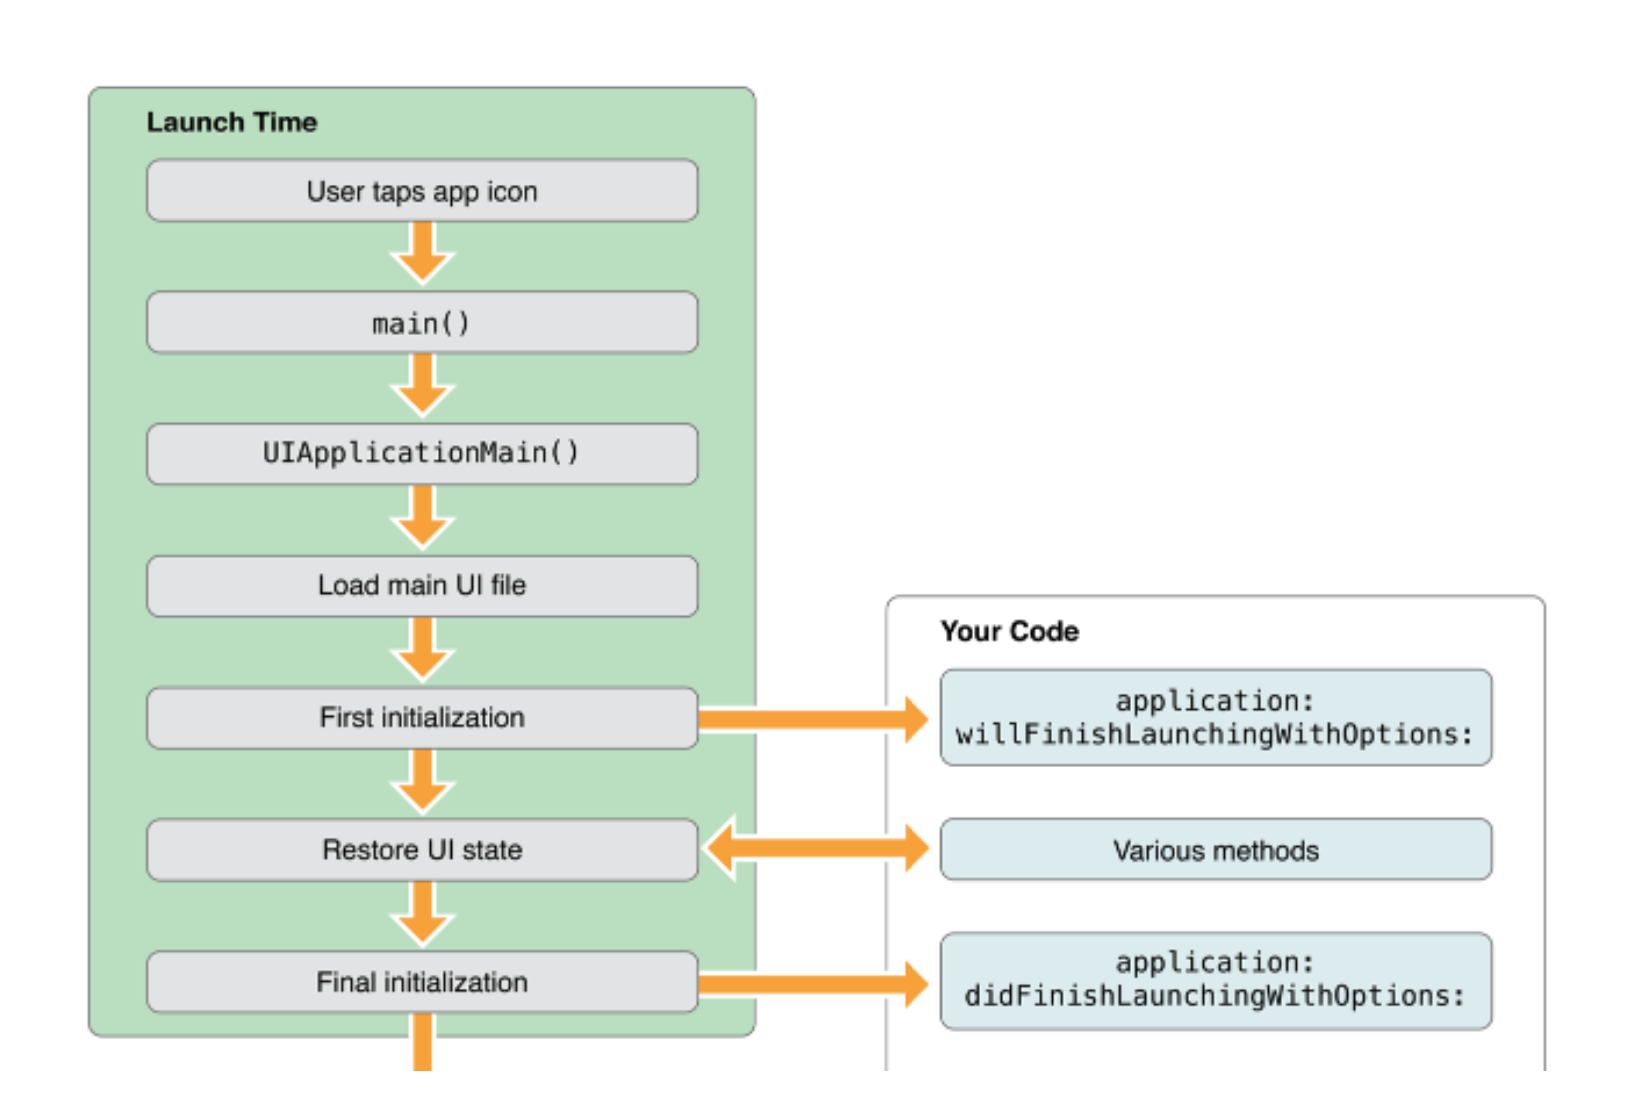 Launch Time
User taps app icon
main()
UIApplicationMain()
Load main UI file
First initialization
Restore UI state
Final initialization
Your Code
application:
willFinishLaunchingWithOptions:
Various methods
application:
didFinishLaunchingWithOptions: